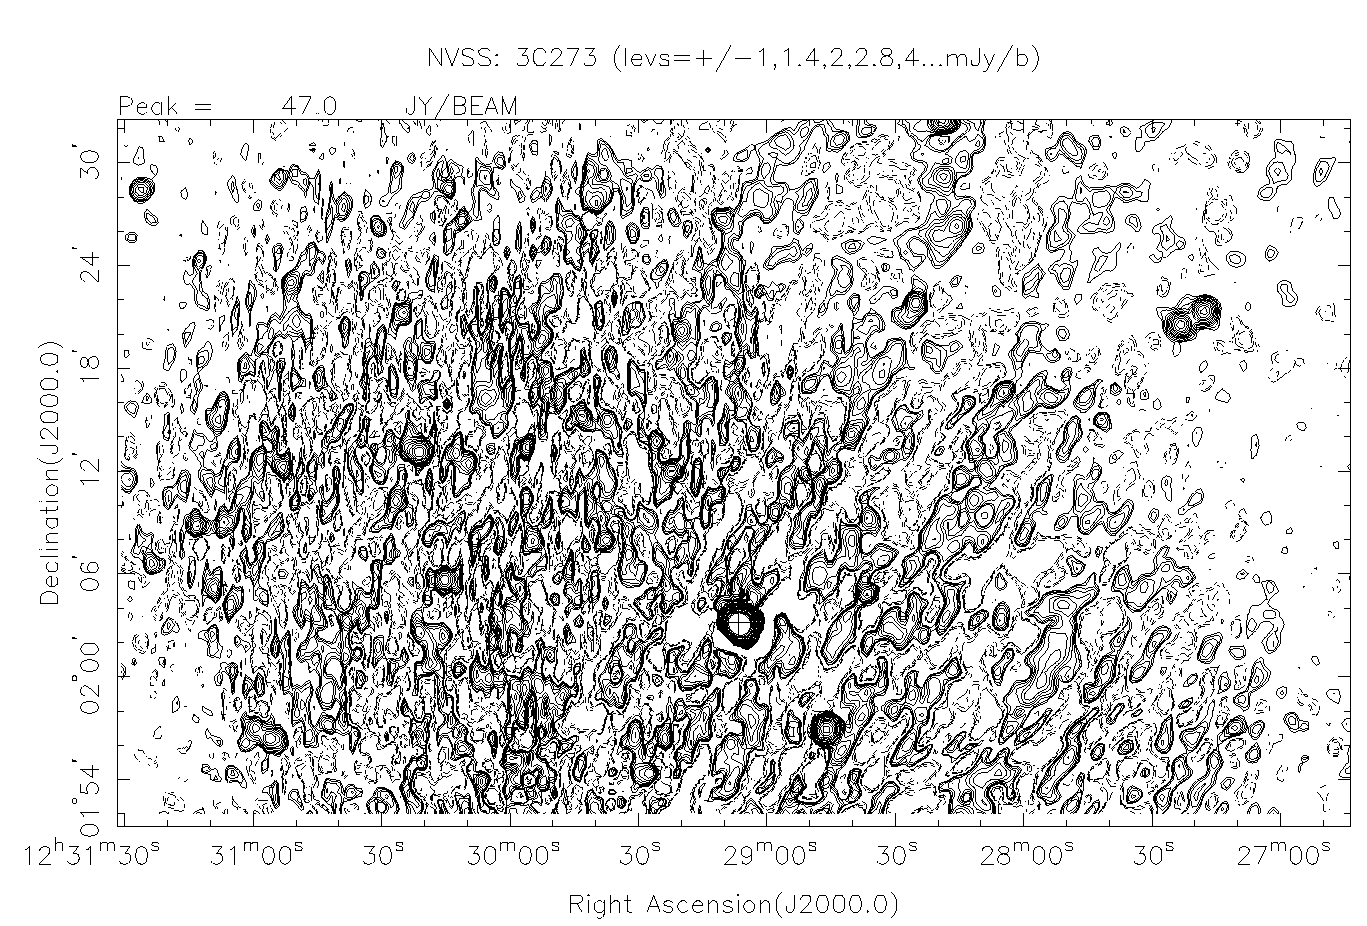 NVSS: 3C273 (levs=+/−1,1.4,2,2.8,4...mJy/b)
Peak = 47.0 JY/BEAM
30'
24'
18'
12'
06'
02°00'
01°54'
Declination(J2000.0)
12ʰ31ᵐ30ˢ 31ᵐ00ˢ 30ˢ 30ᵐ00ˢ 30ˢ 29ᵐ00ˢ 30ˢ 28ᵐ00ˢ 30ˢ 27ᵐ00ˢ
Right Ascension(J2000.0)